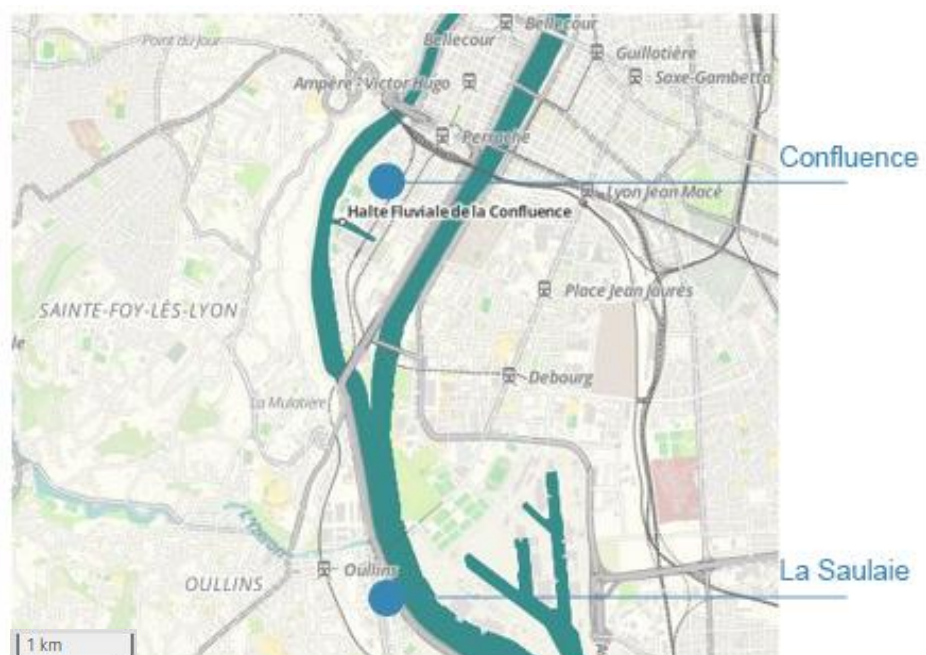 Bellecour
Bellecour
Point du Jour
Guillotière
Saxe-Gambetta
Ampère - Victor Hugo
Perrache
Confluence
Lyon Jean Macé
Halte Fluviale de la Confluence
Place Jean Jaurès
SAINTE-FOY-LÈS-LYON
le
Debourg
La Mulatière
L'Yzeron
Oullins
La Saulaie
OULLINS
1 km